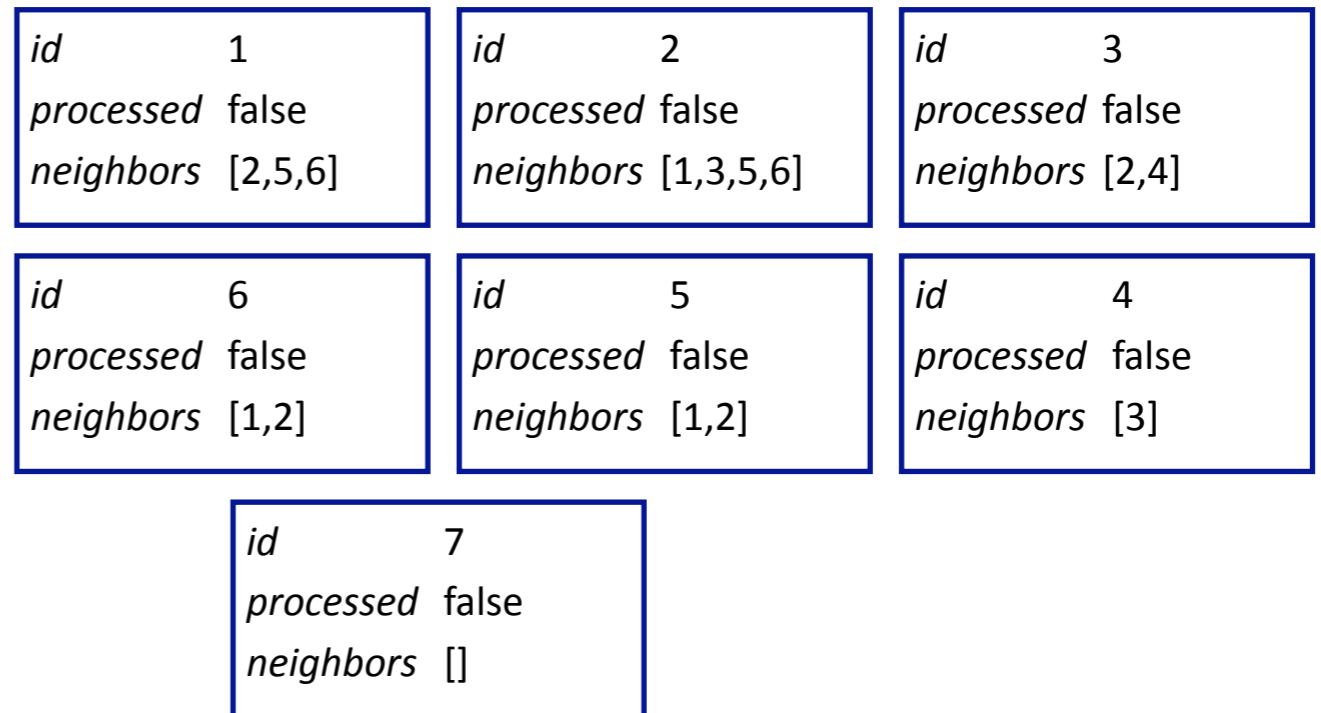 id 1
processed false
neighbors [2,5,6]
id 2
processed false
neighbors [1,3,5,6]
id 3
processed false
neighbors [2,4]
id 6
processed false
neighbors [1,2]
id 5
processed false
neighbors [1,2]
id 4
processed false
neighbors [3]
id 7
processed false
neighbors []